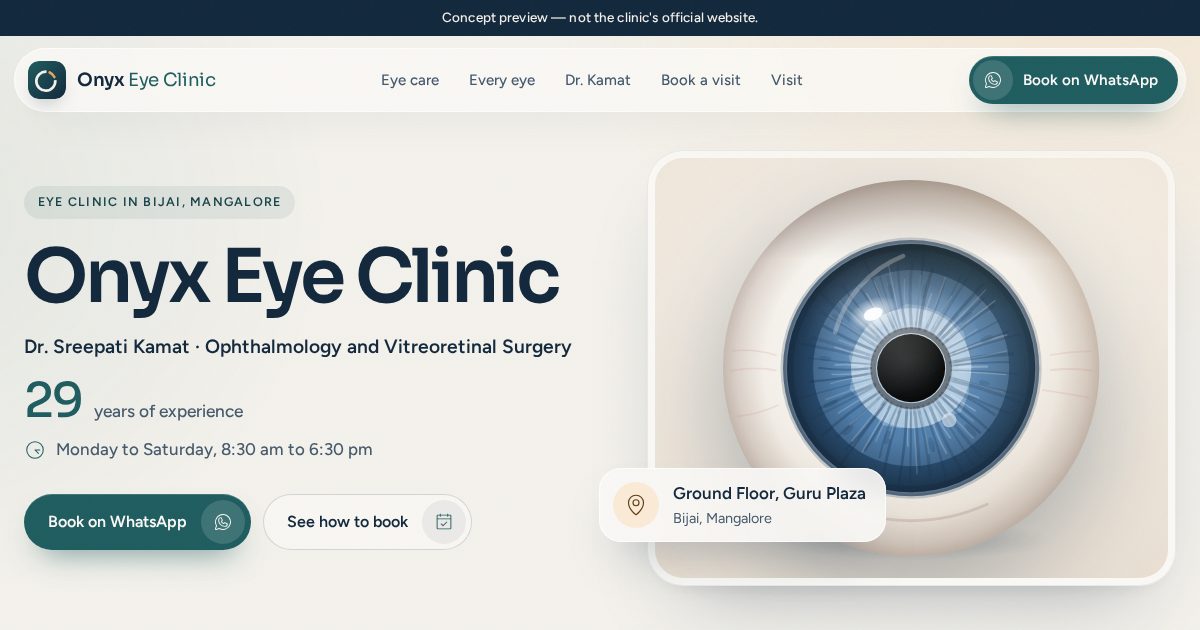 Concept preview — not the clinic's official website.
Onyx Eye Clinic
Eye care
Every eye
Dr. Kamat
Book a visit
Visit
Book on WhatsApp
EYE CLINIC IN BIJAI, MANGALORE
Onyx Eye Clinic
Dr. Sreepati Kamat · Ophthalmology and Vitreoretinal Surgery
29 years of experience
Monday to Saturday, 8:30 am to 6:30 pm
Book on WhatsApp
See how to book
Ground Floor, Guru Plaza
Bijai, Mangalore